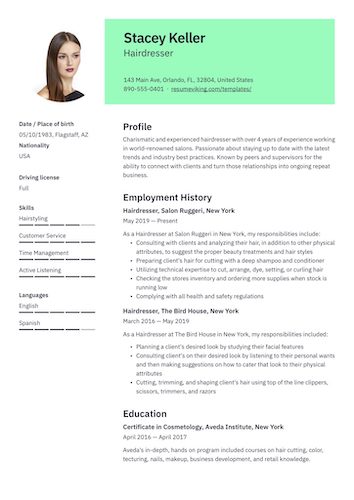 Stacey Keller
Hairdresser
143 Main Ave, Orlando, FL, 32804, United States
890-555-0401 · resumeviking.com/templates/
Date / Place of birth
05/10/1983, Flagstaff, AZ
Nationality
USA
Driving license
Full
Skills
Hairstyling
Customer Service
Time Management
Active Listening
Languages
English
Spanish
Profile
Charismatic and experienced hairdresser with over 4 years of experience working
in world-renowned salons. Passionate about staying up to date with the latest
trends and industry best practices. Known by peers and supervisors for the
ability to connect with clients and turn those relationships into ongoing repeat
business.
Employment History
Hairdresser, Salon Ruggeri, New York
May 2019 — Present
As a Hairdresser at Salon Ruggeri in New York, my responsibilities include:
• Consulting with clients and analyzing their hair, in addition to other physical
attributes, to suggest the proper beauty treatments and hair styles
• Preparing client's hair for cutting with a deep shampoo and conditioner
• Utilizing technical expertise to cut, arrange, dye, setting, or curling hair
• Checking the stores inventory and ordering more supplies when stock is
running low
• Complying with all health and safety regulations
Hairdresser, The Bird House, New York
March 2016 — May 2019
As a Hairdresser at The Bird House in New York, my responsibilities included:
• Planning a client's desired look by studying their facial features
• Consulting with clients on their desired look by listening to their personal wants
and then making suggestions on how to cater that look to their physical
attributes
• Cutting, trimming, and shaping client's hair using top of the line clippers,
scissors, trimmers, and razors
Education
Certificate in Cosmetology, Aveda Institute, New York
April 2016 — April 2017
Aveda's in-depth, hands on program included courses on hair cutting, color,
tecturing, nails, makeup, business development, and retail knowledge.